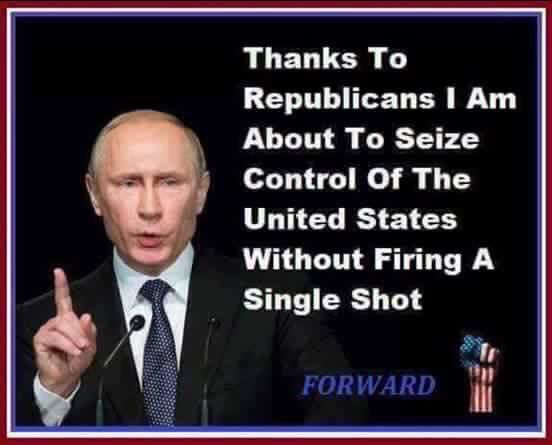 Thanks To
Republicans I Am
About To Seize
Control Of The
United States
Without Firing A
Single Shot
FORWARD